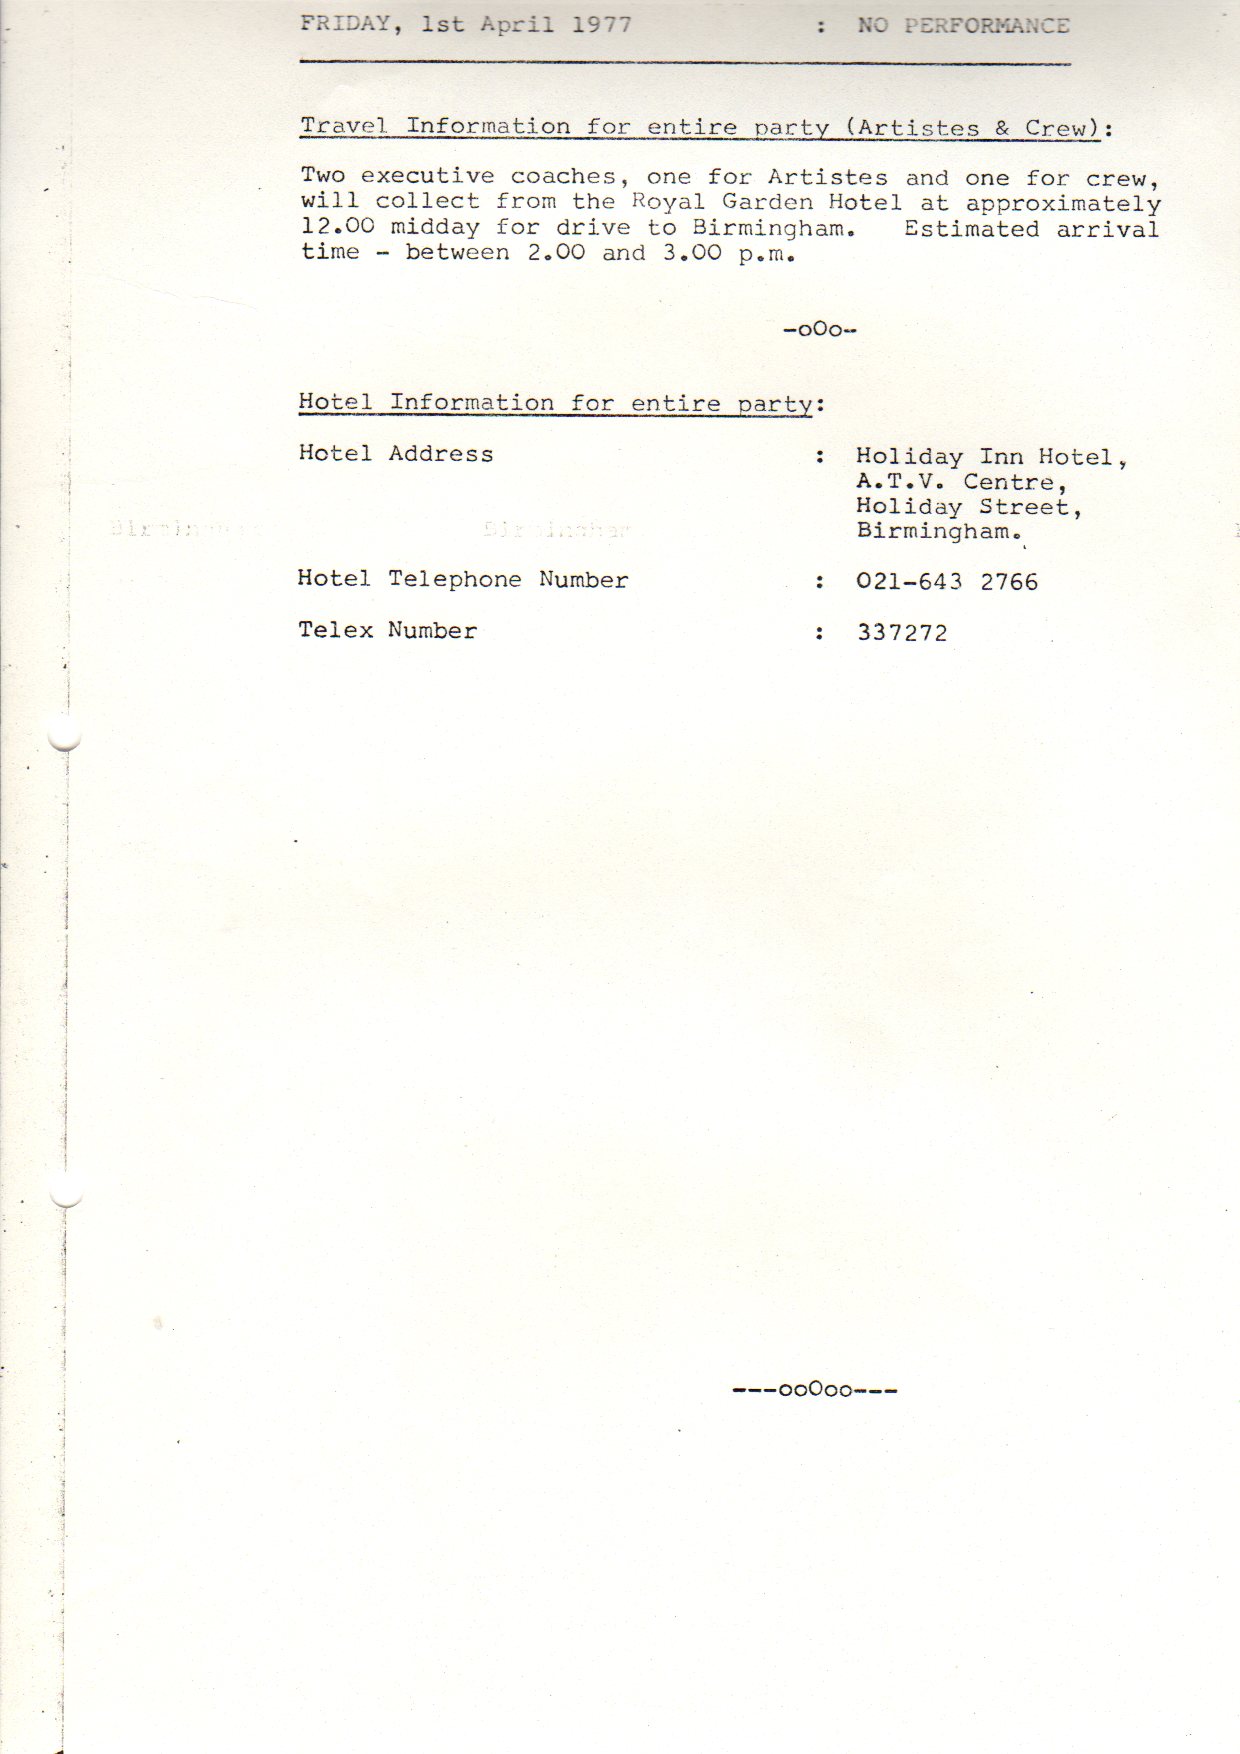 FRIDAY, 1st April 1977 : NO PERFORMANCE
Travel Information for entire party (Artistes & Crew):
Two executive coaches, one for Artistes and one for crew,
will collect from the Royal Garden Hotel at approximately
12.00 midday for drive to Birmingham. Estimated arrival
time - between 2.00 and 3.00 p.m.
-oOo-
Hotel Information for entire party:
Hotel Address : Holiday Inn Hotel,
A.T.V. Centre,
Holiday Street,
Birmingham.
Birmingham
Hotel Telephone Number : 021-643 2766
Telex Number : 337272
---ooOoo---